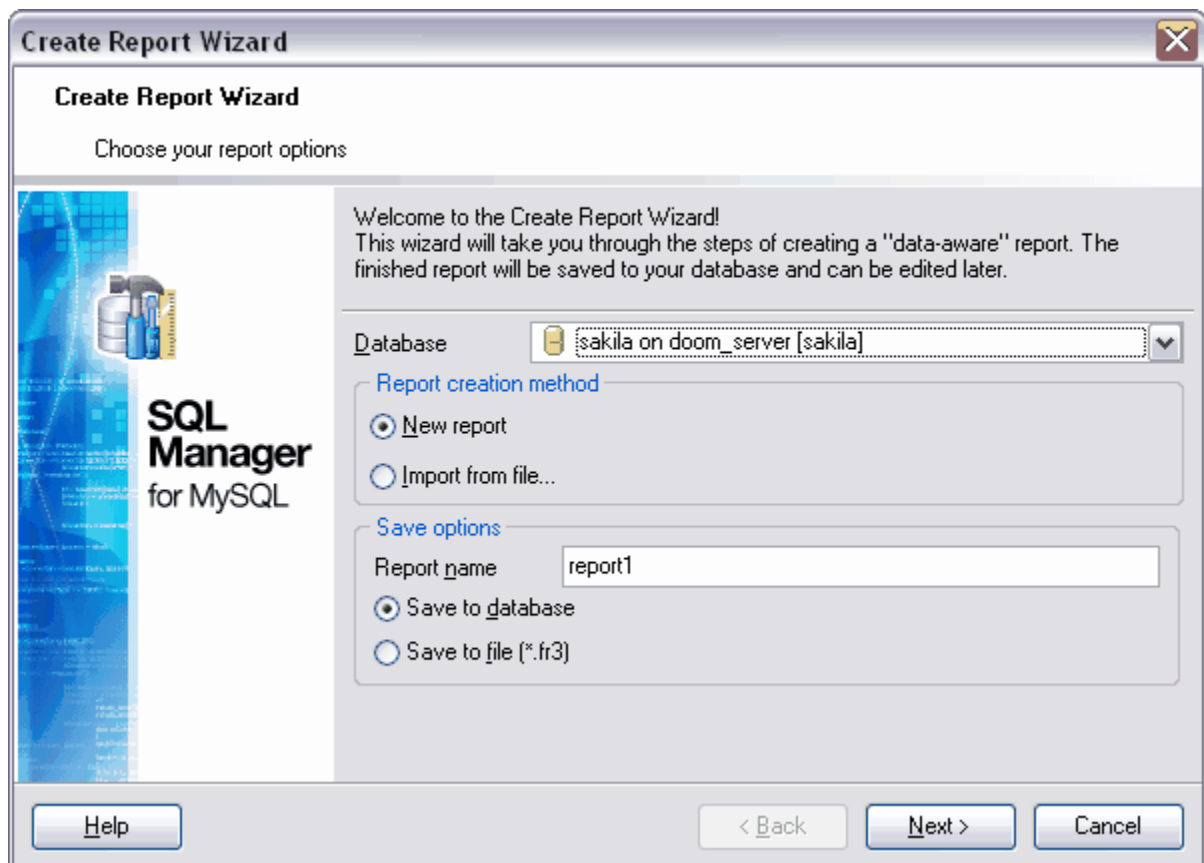 Create Report Wizard
Create Report Wizard
Choose your report options
Welcome to the Create Report Wizard!
This wizard will take you through the steps of creating a "data-aware" report. The
finished report will be saved to your database and can be edited later.
SQL
Manager
for MySQL
Database
sakila on doom_server [sakila]
Report creation method
New report
Import from file...
Save options
Report name
report1
Save to database
Save to file (*.fr3)
Help
< Back
Next >
Cancel